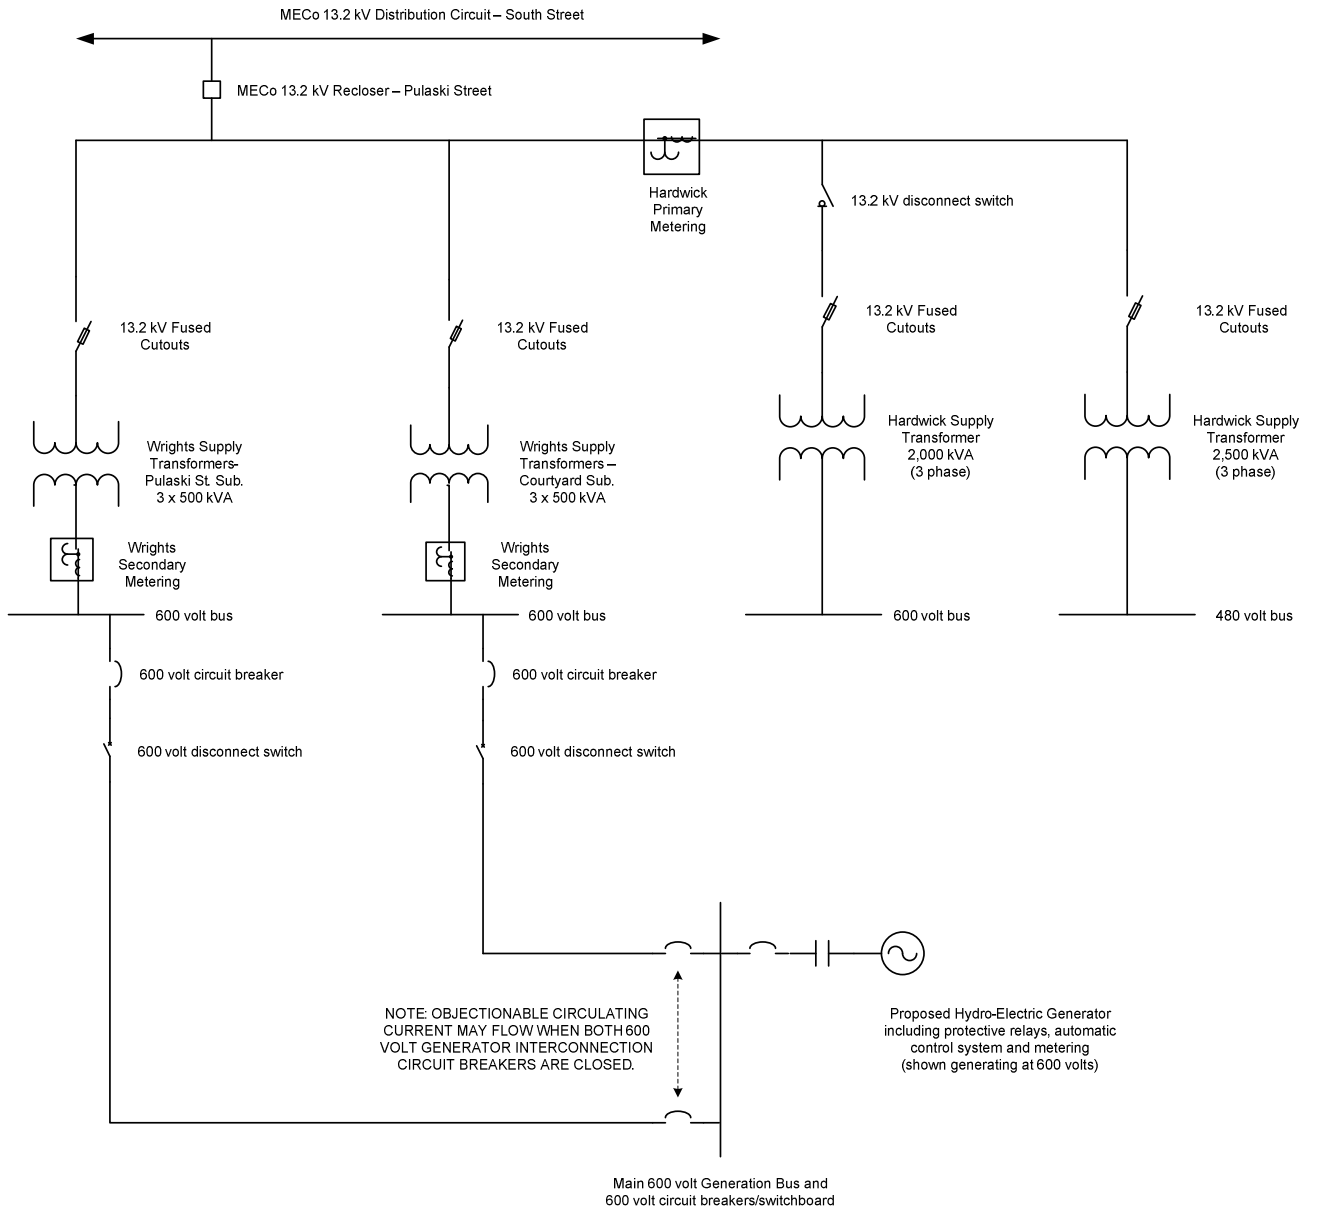 MECo 13.2 kV Distribution Circuit – South Street
MECo 13.2 kV Recloser – Pulaski Street
Hardwick
Primary
Metering
13.2 kV disconnect switch
13.2 kV Fused
Cutouts
13.2 kV Fused
Cutouts
13.2 kV Fused
Cutouts
13.2 kV Fused
Cutouts
Wrights Supply
Transformers-
Pulaski St. Sub.
3 x 500 kVA
Wrights Supply
Transformers –
Courtyard Sub.
3 x 500 kVA
Hardwick Supply
Transformer
2,000 kVA
(3 phase)
Hardwick Supply
Transformer
2,500 kVA
(3 phase)
Wrights
Secondary
Metering
Wrights
Secondary
Metering
600 volt bus
600 volt bus
600 volt bus
480 volt bus
600 volt circuit breaker
600 volt circuit breaker
600 volt disconnect switch
600 volt disconnect switch
NOTE: OBJECTIONABLE CIRCULATING
CURRENT MAY FLOW WHEN BOTH 600
VOLT GENERATOR INTERCONNECTION
CIRCUIT BREAKERS ARE CLOSED.
Proposed Hydro-Electric Generator
including protective relays, automatic
control system and metering
(shown generating at 600 volts)
Main 600 volt Generation Bus and
600 volt circuit breakers/switchboard